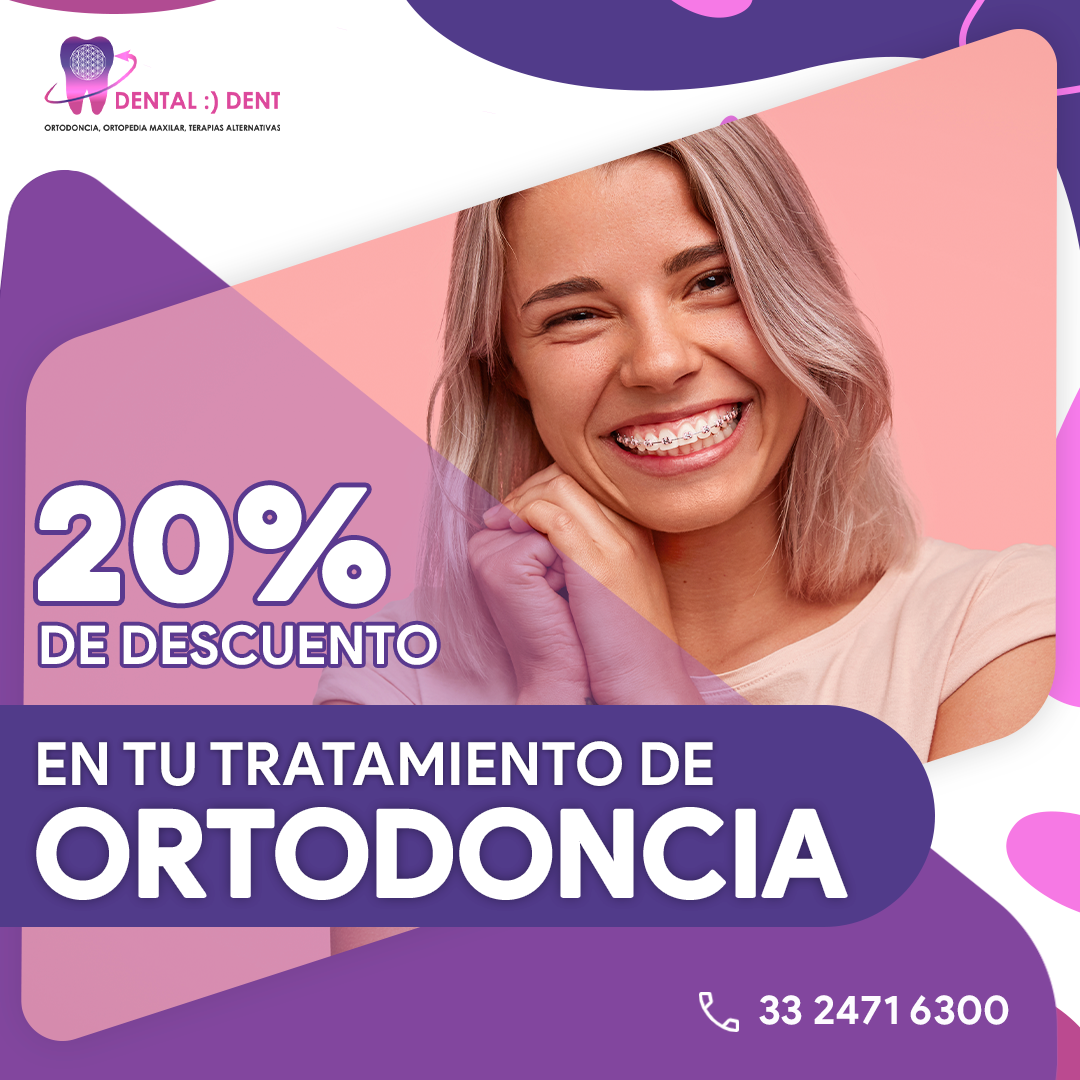 DENTAL :) DENT
ORTODONCIA, ORTOPEDIA MAXILAR, TERAPIAS ALTERNATIVAS
20%
DE DESCUENTO
EN TU TRATAMIENTO DE
ORTODONCIA
33 2471 6300